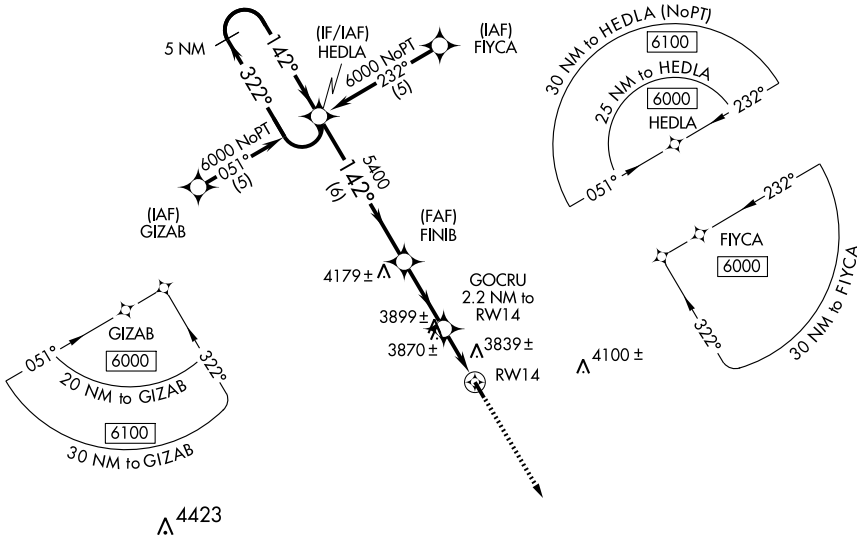 5 NM
142°
322°
(IF/IAF)
HEDLA
(IAF)
FIYCA
6000 NoPT
232°
(5)
6000 NoPT
051°
(5)
(IAF)
GIZAB
5400
142°
(6)
(FAF)
FINIB
4179 ±
GOCRU
2.2 NM to
RW14
3899 ±
3870 ±
3839 ±
RW14
4100 ±
30 NM to HEDLA (NoPT)
6100
25 NM to HEDLA
6000
HEDLA
232°
051°
232°
FIYCA
6000
322°
30 NM to FIYCA
GIZAB
6000
051°
322°
20 NM to GIZAB
6100
30 NM to GIZAB
4423